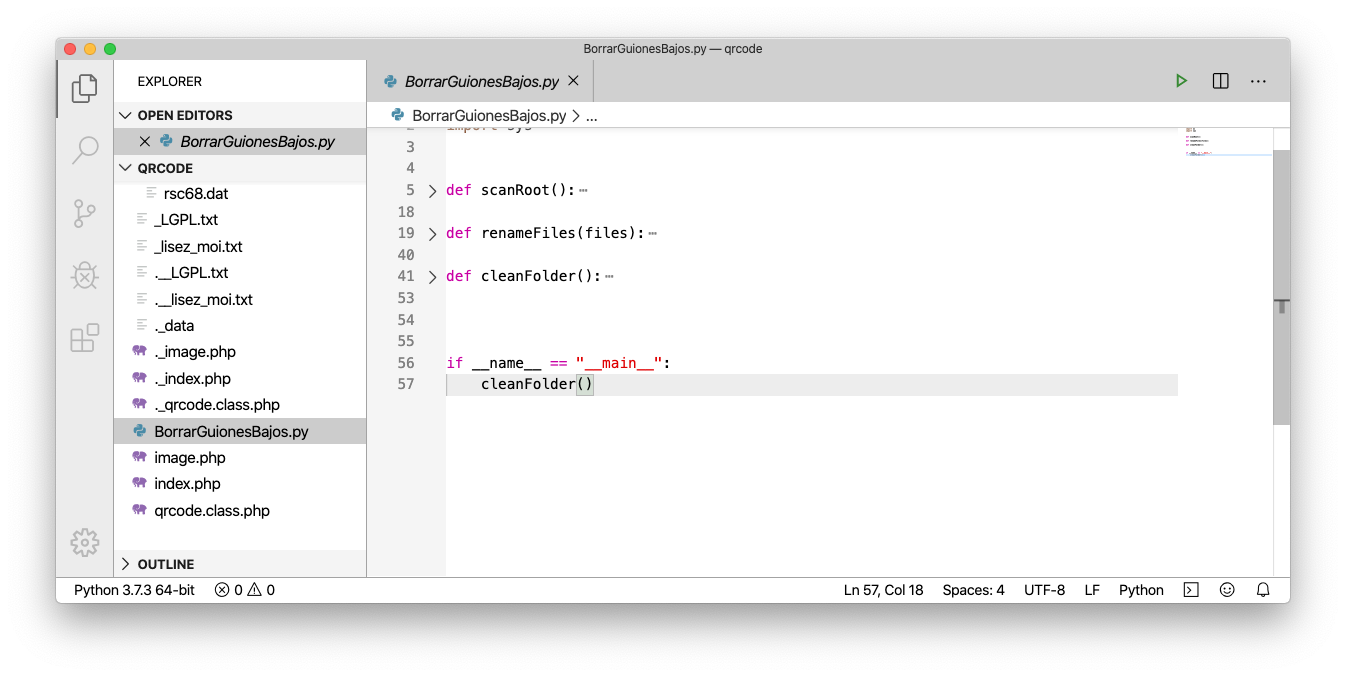 BorrarGuionesBajos.py — qrcode
EXPLORER
OPEN EDITORS
BorrarGuionesBajos.py
QRCODE
rsc68.dat
_LGPL.txt
_lisez_moi.txt
.__LGPL.txt
.__lisez_moi.txt
._data
._image.php
._index.php
._qrcode.class.php
BorrarGuionesBajos.py
image.php
index.php
qrcode.class.php
OUTLINE
BorrarGuionesBajos.py
BorrarGuionesBajos.py > ...
2 import sys
3
4
5 def scanRoot():
18
19 def renameFiles(files):
40
41 def cleanFolder():
53
54
55
56 if __name__ == "__main__":
57 cleanFolder()
Python 3.7.3 64-bit 0 0 Ln 57, Col 18 Spaces: 4 UTF-8 LF Python